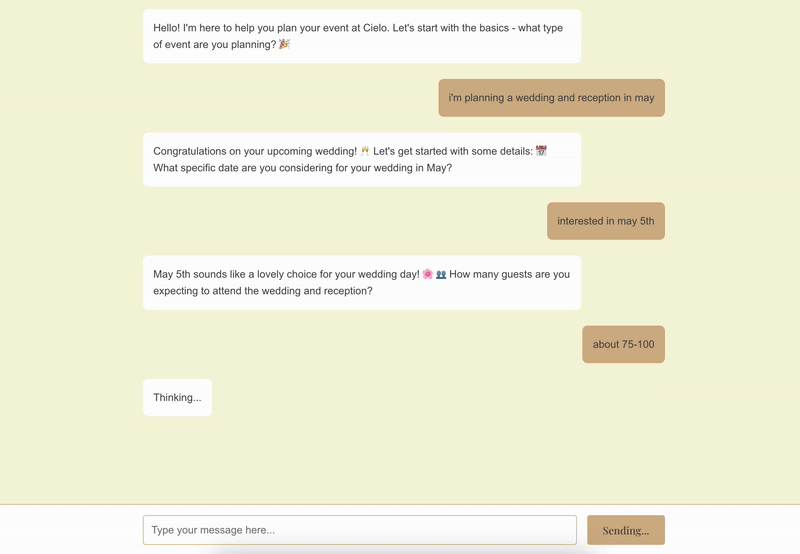 Hello! I'm here to help you plan your event at Cielo. Let's start with the basics - what type
of event are you planning? 🎉
i'm planning a wedding and reception in may
Congratulations on your upcoming wedding! 🥂 Let's get started with some details: 📅
What specific date are you considering for your wedding in May?
interested in may 5th
May 5th sounds like a lovely choice for your wedding day! 🌸 👥 How many guests are you
expecting to attend the wedding and reception?
about 75-100
Thinking...
Type your message here...
Sending...